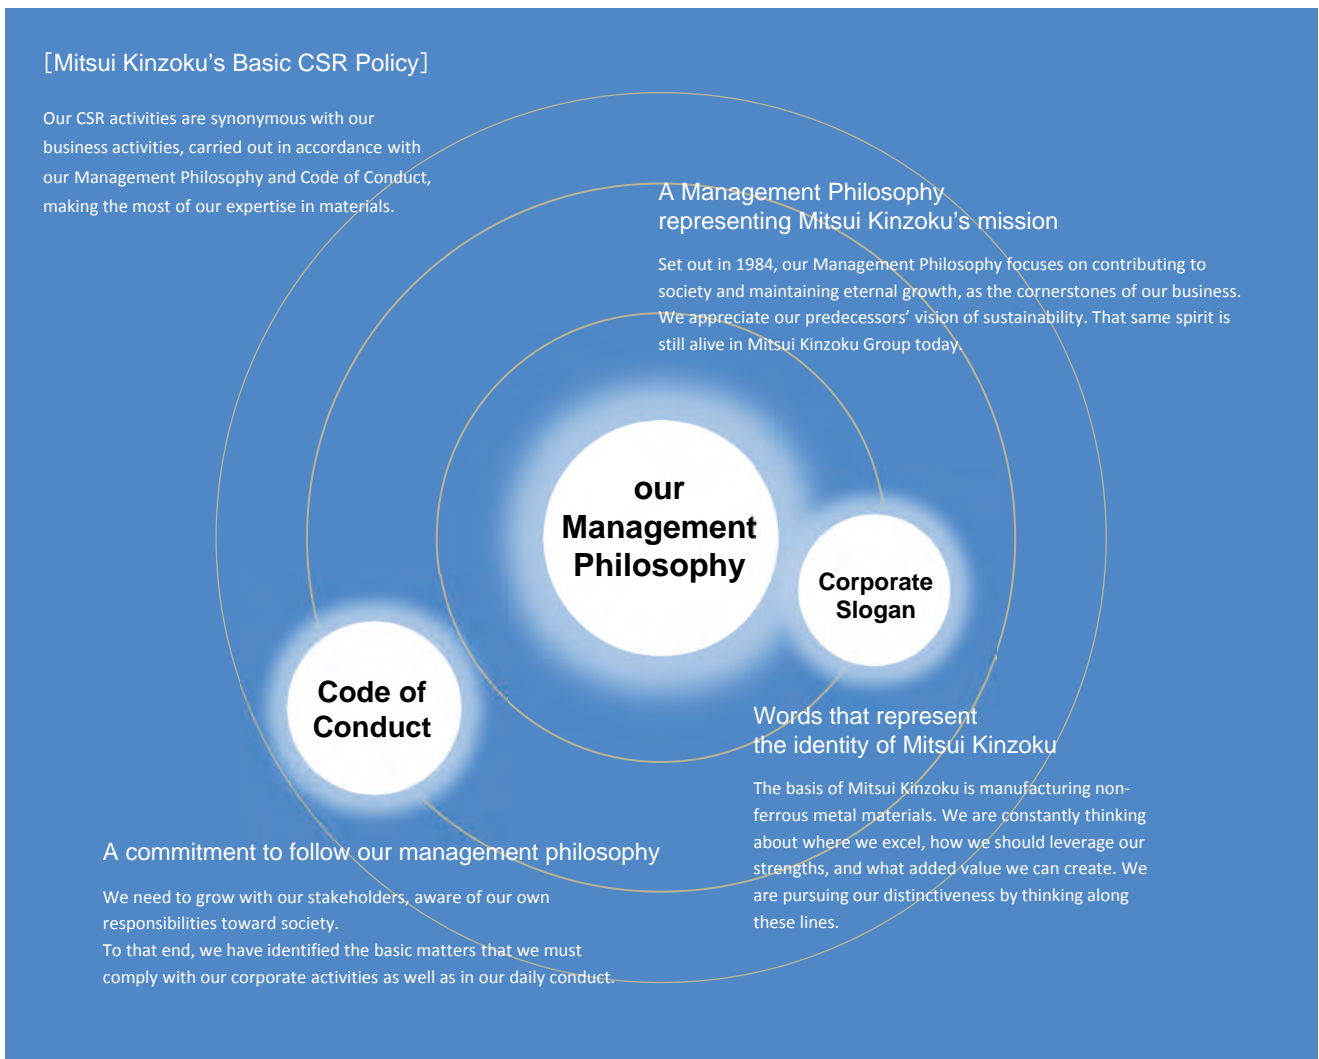 ［Mitsui Kinzoku’s Basic CSR Policy］
Our CSR activities are synonymous with our
business activities, carried out in accordance with
our Management Philosophy and Code of Conduct,
making the most of our expertise in materials.
A Management Philosophy
representing Mitsui Kinzoku’s mission
Set out in 1984, our Management Philosophy focuses on contributing to
society and maintaining eternal growth, as the cornerstones of our business.
We appreciate our predecessors’ vision of sustainability. That same spirit is
still alive in Mitsui Kinzoku Group today.
our
Management
Philosophy
Corporate
Slogan
Code of
Conduct
Words that represent
the identity of Mitsui Kinzoku
The basis of Mitsui Kinzoku is manufacturing non-
ferrous metal materials. We are constantly thinking
about where we excel, how we should leverage our
strengths, and what added value we can create. We
are pursuing our distinctiveness by thinking along
these lines.
A commitment to follow our management philosophy
We need to grow with our stakeholders, aware of our own
responsibilities toward society.
To that end, we have identified the basic matters that we must
comply with our corporate activities as well as in our daily conduct.